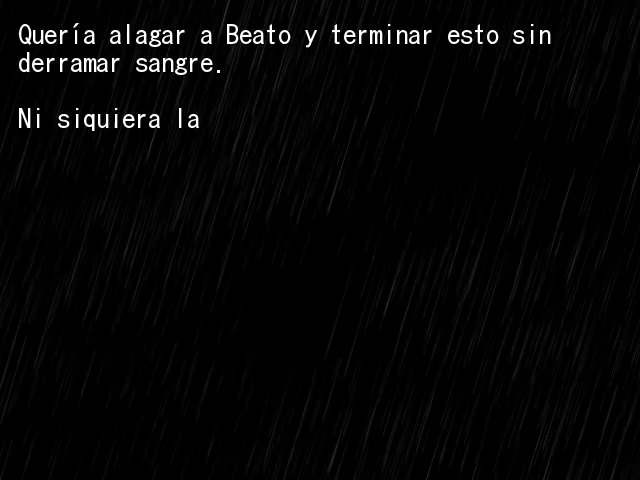 Quería alagar a Beato y terminar esto sin
derramar sangre.
Ni siquiera la